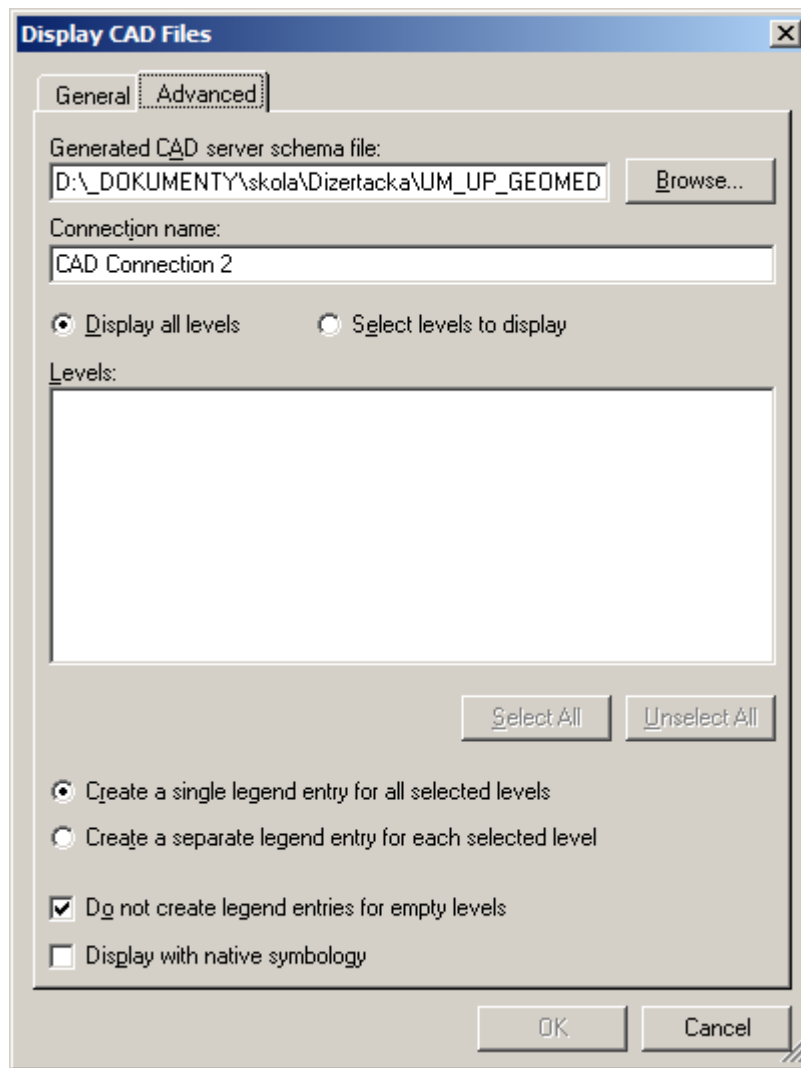 Display CAD Files
General Advanced
Generated CAD server schema file:
D:\_DOKUMENTY\skola\Dizertacka\UM_UP_GEOMED Browse...
Connection name:
CAD Connection 2
Display all levels Select levels to display
Levels:
Select All Unselect All
Create a single legend entry for all selected levels
Create a separate legend entry for each selected level
Do not create legend entries for empty levels
Display with native symbology
OK Cancel